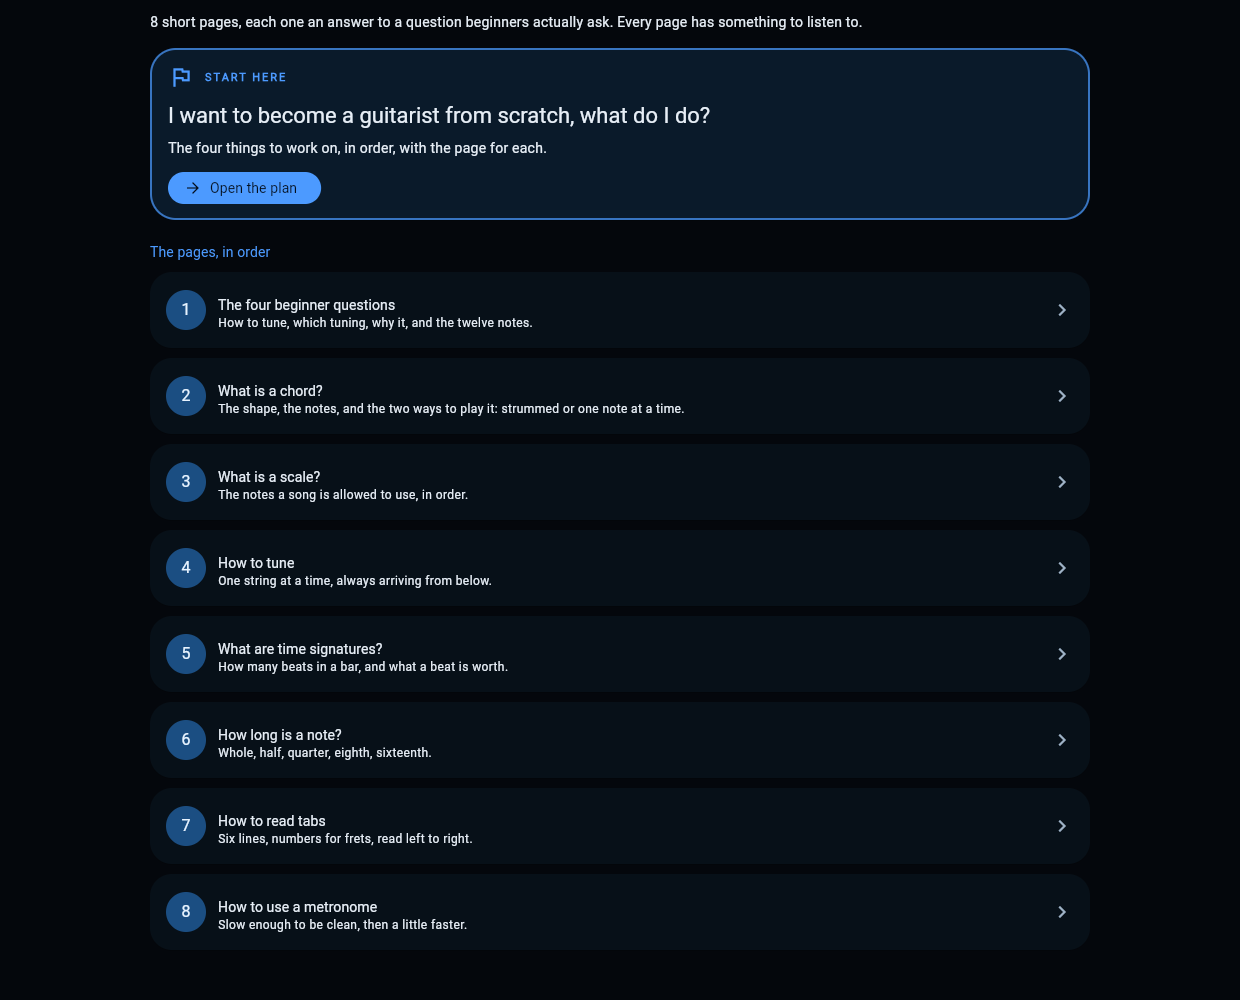 8 short pages, each one an answer to a question beginners actually ask. Every page has something to listen to.
START HERE
I want to become a guitarist from scratch, what do I do?
The four things to work on, in order, with the page for each.
Open the plan
The pages, in order
1
The four beginner questions
How to tune, which tuning, why it, and the twelve notes.
2
What is a chord?
The shape, the notes, and the two ways to play it: strummed or one note at a time.
3
What is a scale?
The notes a song is allowed to use, in order.
4
How to tune
One string at a time, always arriving from below.
5
What are time signatures?
How many beats in a bar, and what a beat is worth.
6
How long is a note?
Whole, half, quarter, eighth, sixteenth.
7
How to read tabs
Six lines, numbers for frets, read left to right.
8
How to use a metronome
Slow enough to be clean, then a little faster.